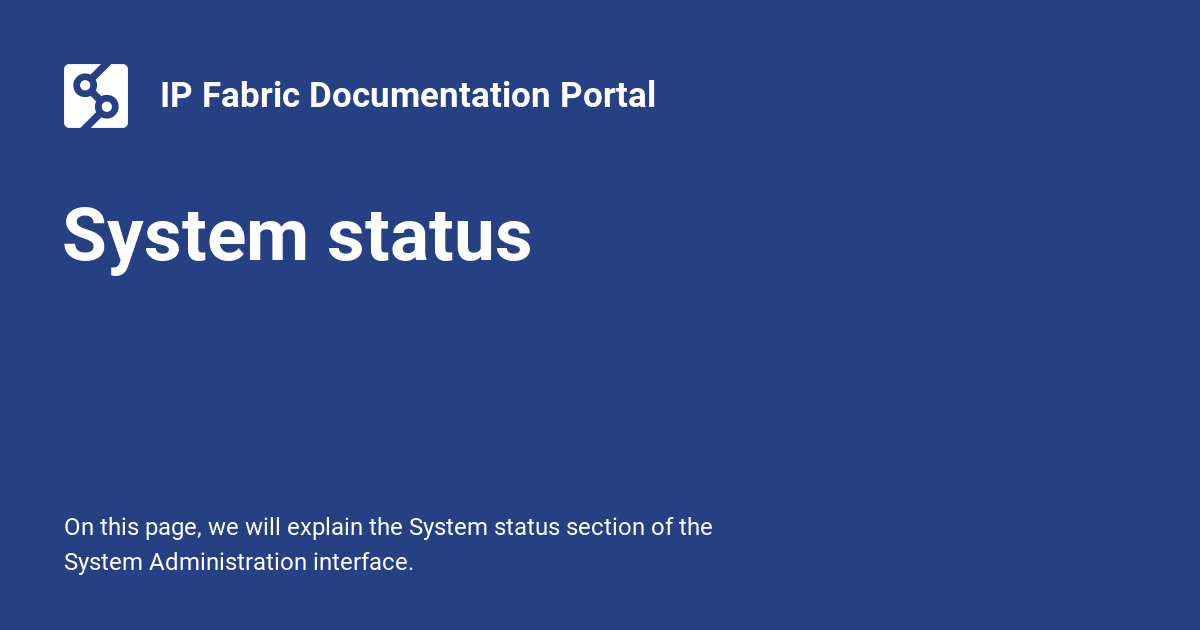 IP Fabric Documentation Portal
System status
On this page, we will explain the System status section of the
System Administration interface.